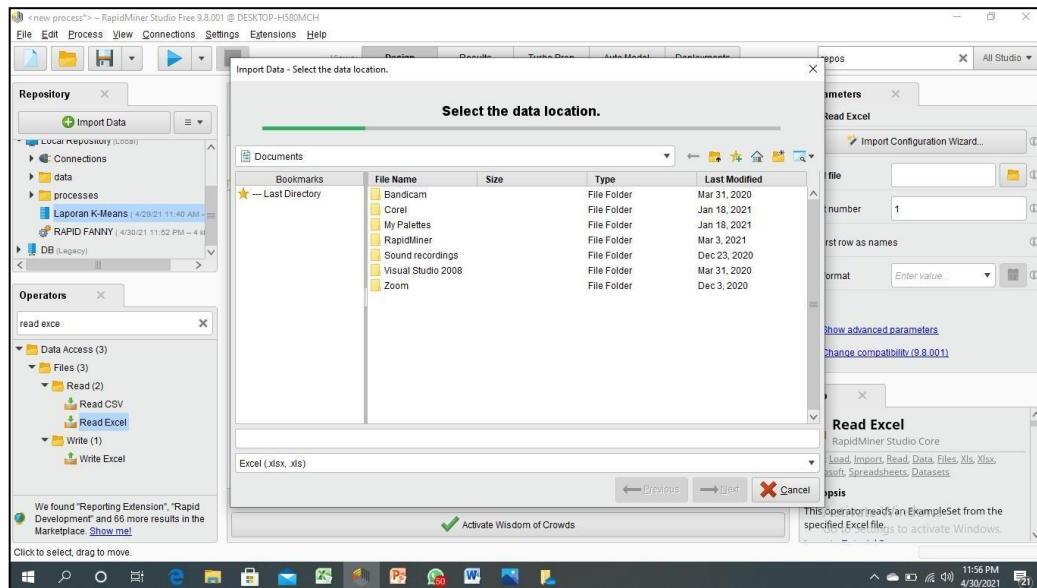 <new process*> – RapidMiner Studio Free 9.8.001 @ DESKTOP-H580MCH
File Edit Process View Connections Settings Extensions Help
Design Results Turbo Prep Auto Model Deployments
epos
All Studio
Repository
Import Data
Local Repository (Local)
Connections
data
processes
Laporan K-Means ( 4/29/21 11:40 AM –
RAPID FANNY ( 4/30/21 11:52 PM – 4 k
DB (Legacy)
Operators
read exce
Data Access (3)
Files (3)
Read (2)
Read CSV
Read Excel
Write (1)
Write Excel
We found "Reporting Extension", "Rapid
Development" and 66 more results in the
Marketplace. Show me!
Click to select, drag to move.
Import Data - Select the data location.
Select the data location.
Documents
Bookmarks File Name Size Type Last Modified
--- Last Directory
Bandicam File Folder Mar 31, 2020
Corel File Folder Jan 18, 2021
My Palettes File Folder Jan 18, 2021
RapidMiner File Folder Mar 3, 2021
Sound recordings File Folder Dec 23, 2020
Visual Studio 2008 File Folder Mar 31, 2020
Zoom File Folder Dec 3, 2020
Excel (.xlsx, .xls)
Previous Next Cancel
Activate Wisdom of Crowds
ameters
Read Excel
Import Configuration Wizard...
file
t number 1
rst row as names
ormat Enter value...
Show advanced parameters
Change compatibility (9.8.001)
Read Excel
RapidMiner Studio Core
Load, Import, Read, Data, Files, Xls, Xlsx,
osoft, Spreadsheets, Datasets
opsis
This operator reads an ExampleSet from the
specified Excel file.
Go to Settings to activate Windows.
50
11:56 PM
4/30/2021
21